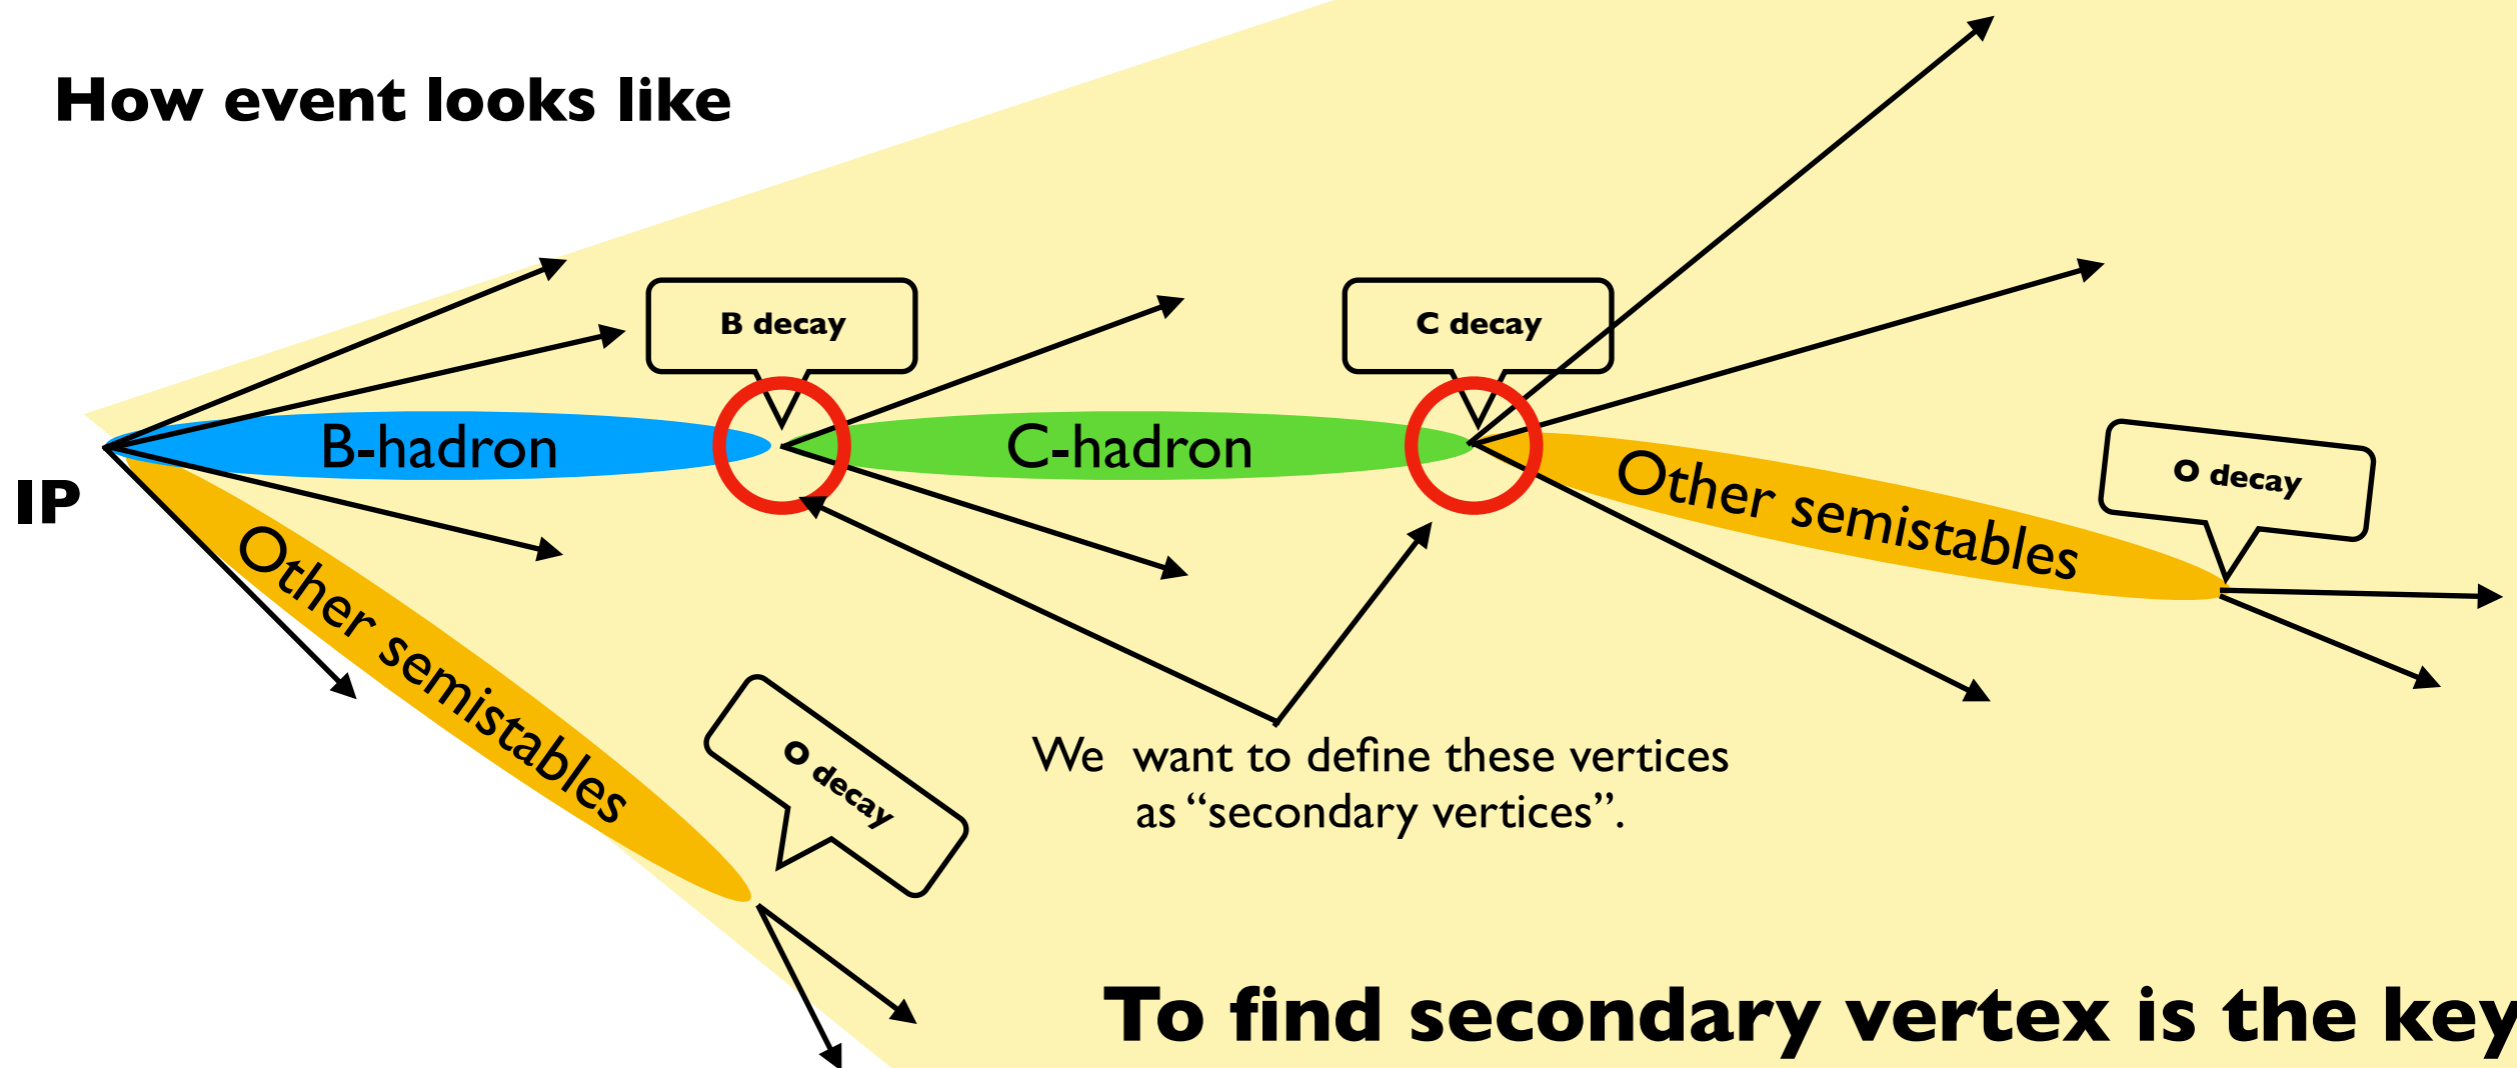 How event looks like
B decay
C decay
B-hadron
C-hadron
IP
Other semistables
O decay
Other semistables
O decay
We want to define these vertices
as “secondary vertices”.
To find secondary vertex is the key